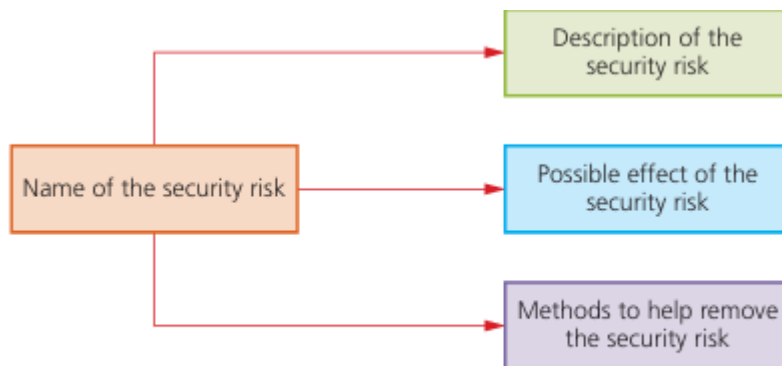 Description of the
security risk
Name of the security risk
Possible effect of the
security risk
Methods to help remove
the security risk